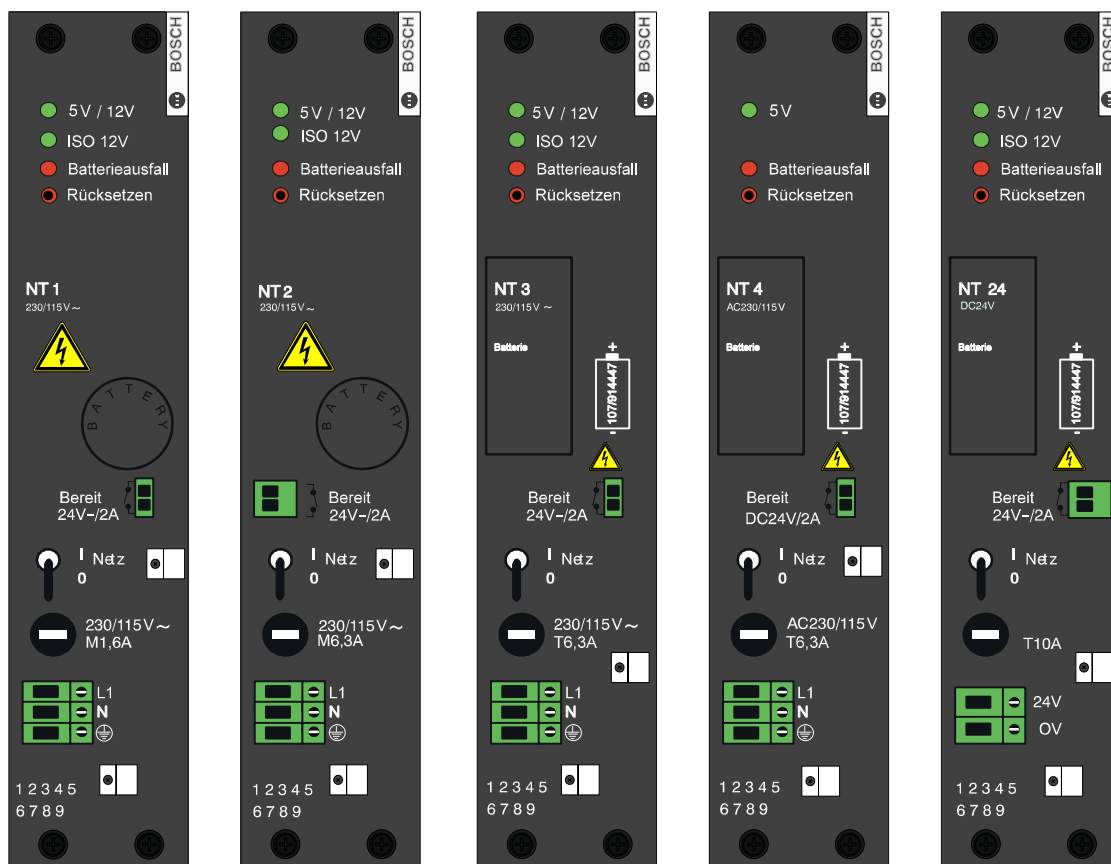 BOSCH
5V / 12V
ISO 12V
Batterieausfall
Rücksetzen
NT1
230/115V~
BATTERY
Bereit
24V–/2A
I Netz
0
230/115V~
M1,6A
L1
N
1 2 3 4 5
6 7 8 9
BOSCH
5V / 12V
ISO 12V
Batterieausfall
Rücksetzen
NT2
230/115V~
BATTERY
Bereit
24V–/2A
I Netz
0
230/115V~
M6,3A
L1
N
1 2 3 4 5
6 7 8 9
BOSCH
5V / 12V
ISO 12V
Batterieausfall
Rücksetzen
NT 3
230/115V ~
Batterie
+
107/914447
-
Bereit
24V–/2A
I Netz
0
230/115V~
T6,3A
L1
N
1 2 3 4 5
6 7 8 9
BOSCH
5V
Batterieausfall
Rücksetzen
NT 4
AC230/115V
Batterie
+
107/914447
-
Bereit
DC24V/2A
I Netz
0
AC230/115V
T6,3A
L1
N
1 2 3 4 5
6 7 8 9
BOSCH
5V / 12V
ISO 12V
Batterieausfall
Rücksetzen
NT 24
DC24V
Batterie
+
107/914447
-
Bereit
24V–/2A
I Netz
0
T10A
24V
OV
1 2 3 4 5
6 7 8 9